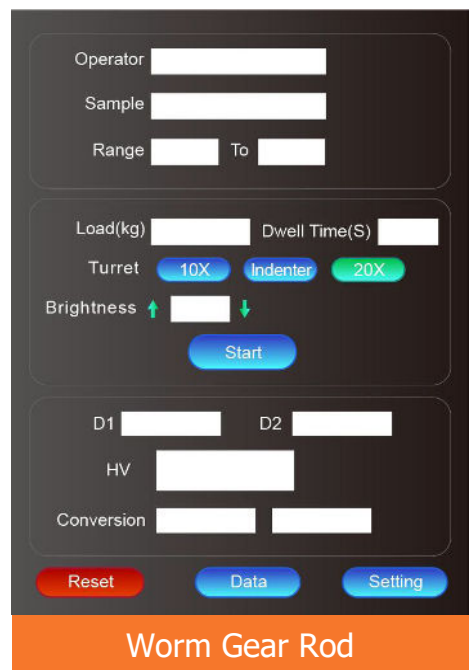 Operator
Sample
Range To
Load(kg) Dwell Time(S)
Turret 10X Indenter 20X
Brightness
Start
D1 D2
HV
Conversion
Reset Data Setting
Worm Gear Rod